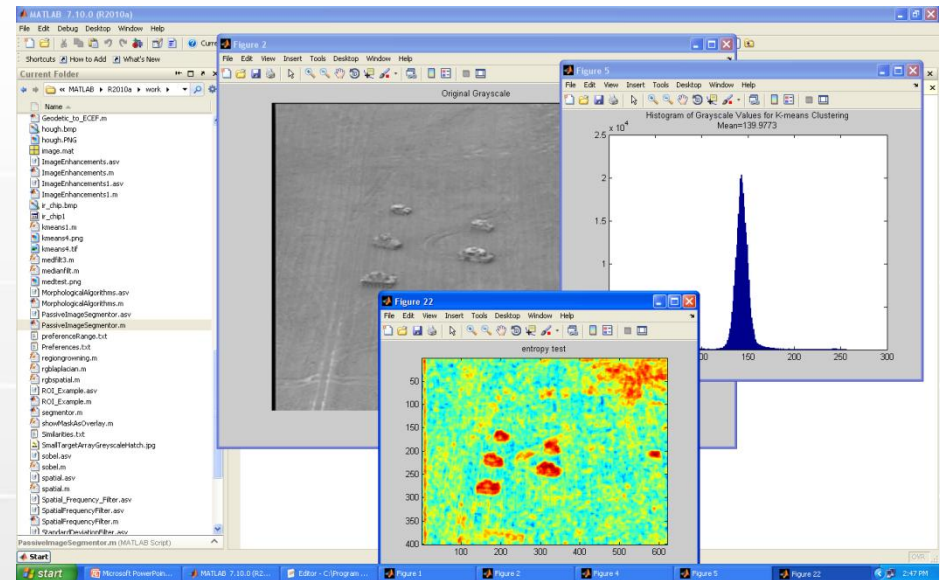 MATLAB 7.10.0 (R2010a)
File Edit Debug Desktop Window Help
Shortcuts How to Add What's New
Current Folder
« MATLAB ▸ R2010a ▸ work ▸
Name
Geodetic_to_ECEF.m
hough.bmp
hough.PNG
image.mat
ImageEnhancements.asv
ImageEnhancements.m
ImageEnhancements1.asv
ImageEnhancements1.m
ir_chip.bmp
ir_chip1
kmeans1.m
kmeans4.png
kmeans4.tif
medfilt3.m
medianfilt.m
medtest.png
MorphologicalAlgorithms.asv
MorphologicalAlgorithms.m
PassiveImageSegmentor.asv
PassiveImageSegmentor.m
preferenceRange.txt
Preferences.txt
regiongrowning.m
rgblaplacian.m
rgbspatial.m
ROI_Example.asv
ROI_Example.m
segmentor.m
showMaskAsOverlay.m
Similarities.txt
SmallTargetArrayGreyscaleHatch.jpg
sobel.asv
sobel.m
spatial.asv
spatial.m
Spatial_Frequency_Filter.asv
SpatialFrequencyFilter.asv
SpatialFrequencyFilter.m
StandardDeviationFilter.asv
PassiveImageSegmentor.m (MATLAB Script)
Start
OVR
Figure 2
File Edit View Insert Tools Desktop Window Help
Original Grayscale
Figure 5
File Edit View Insert Tools Desktop Window Help
Histogram of Grayscale Values for K-means Clustering
Mean=139.9773
2.5 x 10^4
2
1.5
1
150 200 250 300
Figure 22
File Edit View Insert Tools Desktop Window Help
entropy test
50
100
150
200
250
300
350
400
100 200 300 400 500 600
start Microsoft PowerPoin... MATLAB 7.10.0 (R2... Editor - C:\Program ... Figure 1 Figure 2 Figure 4 Figure 5 Figure 22 2:47 PM